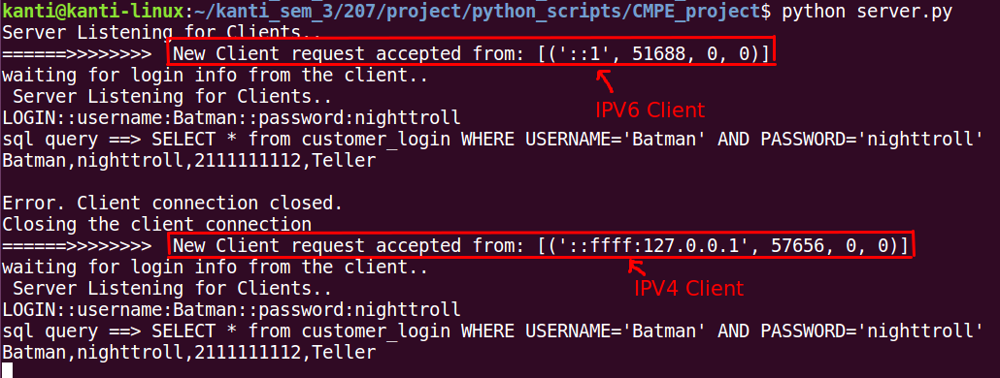 kanti@kanti-linux:~/kanti_sem_3/207/project/python_scripts/CMPE_project$ python server.py
Server Listening for Clients..
======>>>>>>>>  New Client request accepted from: [('::1', 51688, 0, 0)]
waiting for login info from the client..
 Server Listening for Clients..
IPV6 Client
LOGIN::username:Batman::password:nighttroll
sql query ==> SELECT * from customer_login WHERE USERNAME='Batman' AND PASSWORD='nighttroll'
Batman,nighttroll,2111111112,Teller
Error. Client connection closed.
Closing the client connection
======>>>>>>>>  New Client request accepted from: [('::ffff:127.0.0.1', 57656, 0, 0)]
waiting for login info from the client..
 Server Listening for Clients..
IPV4 Client
LOGIN::username:Batman::password:nighttroll
sql query ==> SELECT * from customer_login WHERE USERNAME='Batman' AND PASSWORD='nighttroll'
Batman,nighttroll,2111111112,Teller